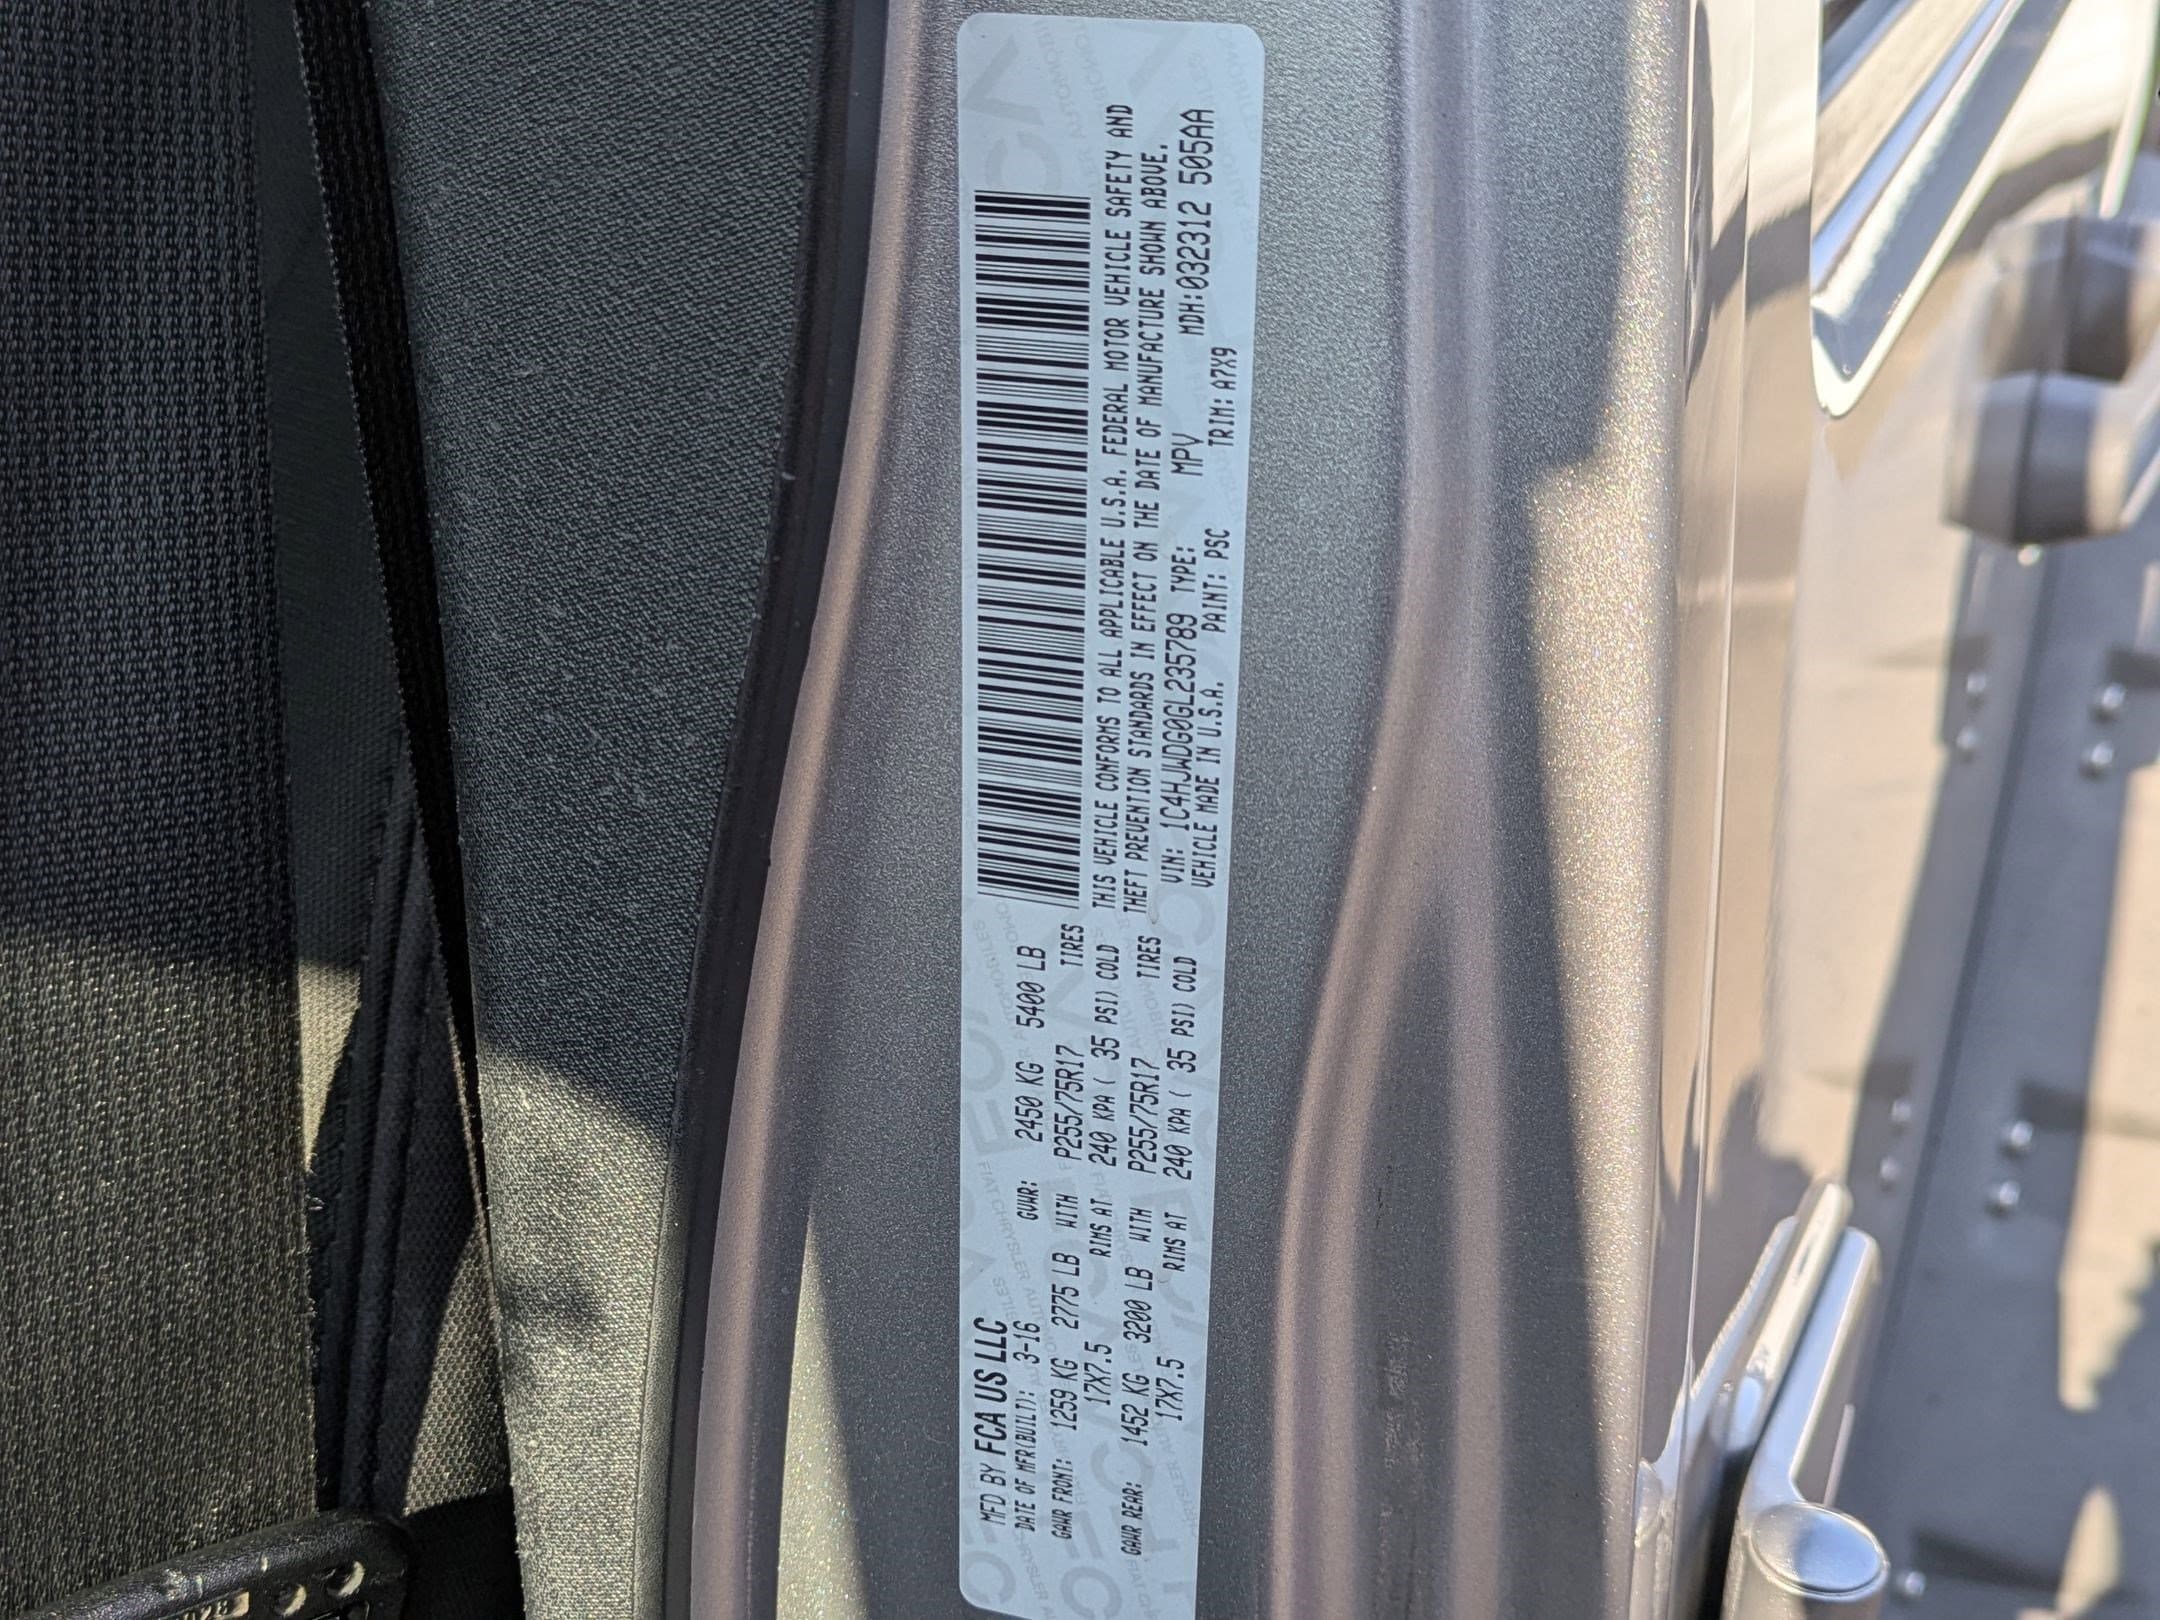 MFD BY FCA US LLC
DATE OF MFR(BUILT): 3-16 GVWR: 2450 KG 5400 LB
GAWR FRONT: 1259 KG 2775 LB WITH P255/75R17 TIRES
17X7.5 RIMS AT 240 KPA( 35 PSI) COLD
GAWR REAR: 1452 KG 3200 LB WITH P255/75R17 TIRES
17X7.5 RIMS AT 240 KPA( 35 PSI) COLD
THIS VEHICLE CONFORMS TO ALL APPLICABLE U.S.A. FEDERAL MOTOR VEHICLE SAFETY AND
THEFT PREVENTION STANDARDS IN EFFECT ON THE DATE OF MANUFACTURE SHOWN ABOVE.
VIN: 1C4HJWDG0GL235789 TYPE: MPV MDH:032312 505AA
VEHICLE MADE IN U.S.A. PAINT: PSC TRIM: A7X9